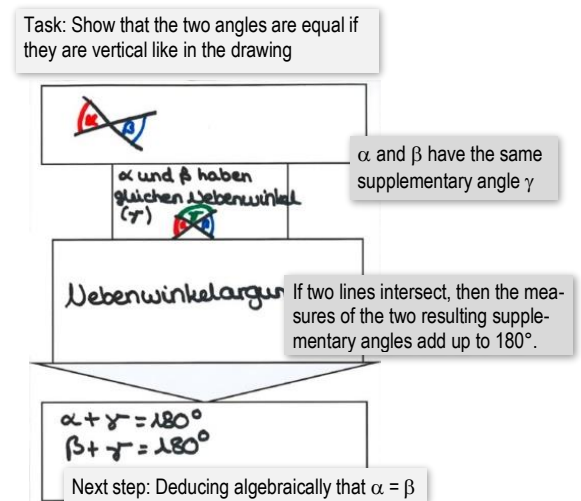 Task: Show that the two angles are equal if
they are vertical like in the drawing
α β
α und β haben
gleichen Nebenwinkel
(γ)
α γ β
α and β have the same
supplementary angle γ
Nebenwinkelargu
If two lines intersect, then the mea-
sures of the two resulting supple-
mentary angles add up to 180°.
α + γ = 180°
β + γ = 180°
Next step: Deducing algebraically that α = β